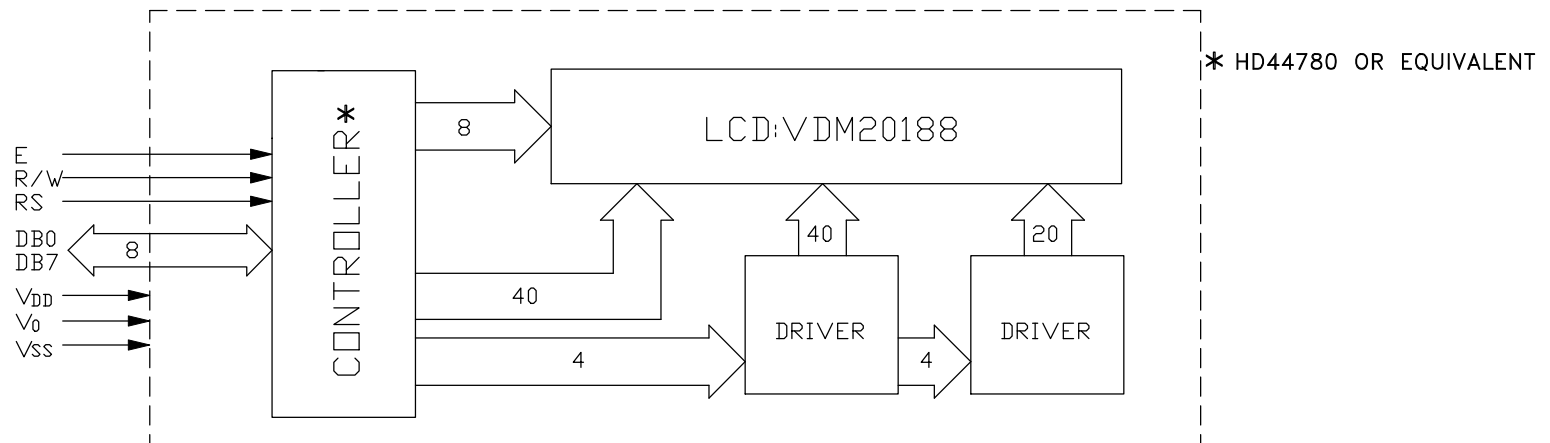 * HD44780 OR EQUIVALENT
LCD:VDM20188
CONTROLLER*
8
E
R/W
RS
DB0
DB7
8
40
20
VDD
V0
VSS
40
4
DRIVER
4
DRIVER